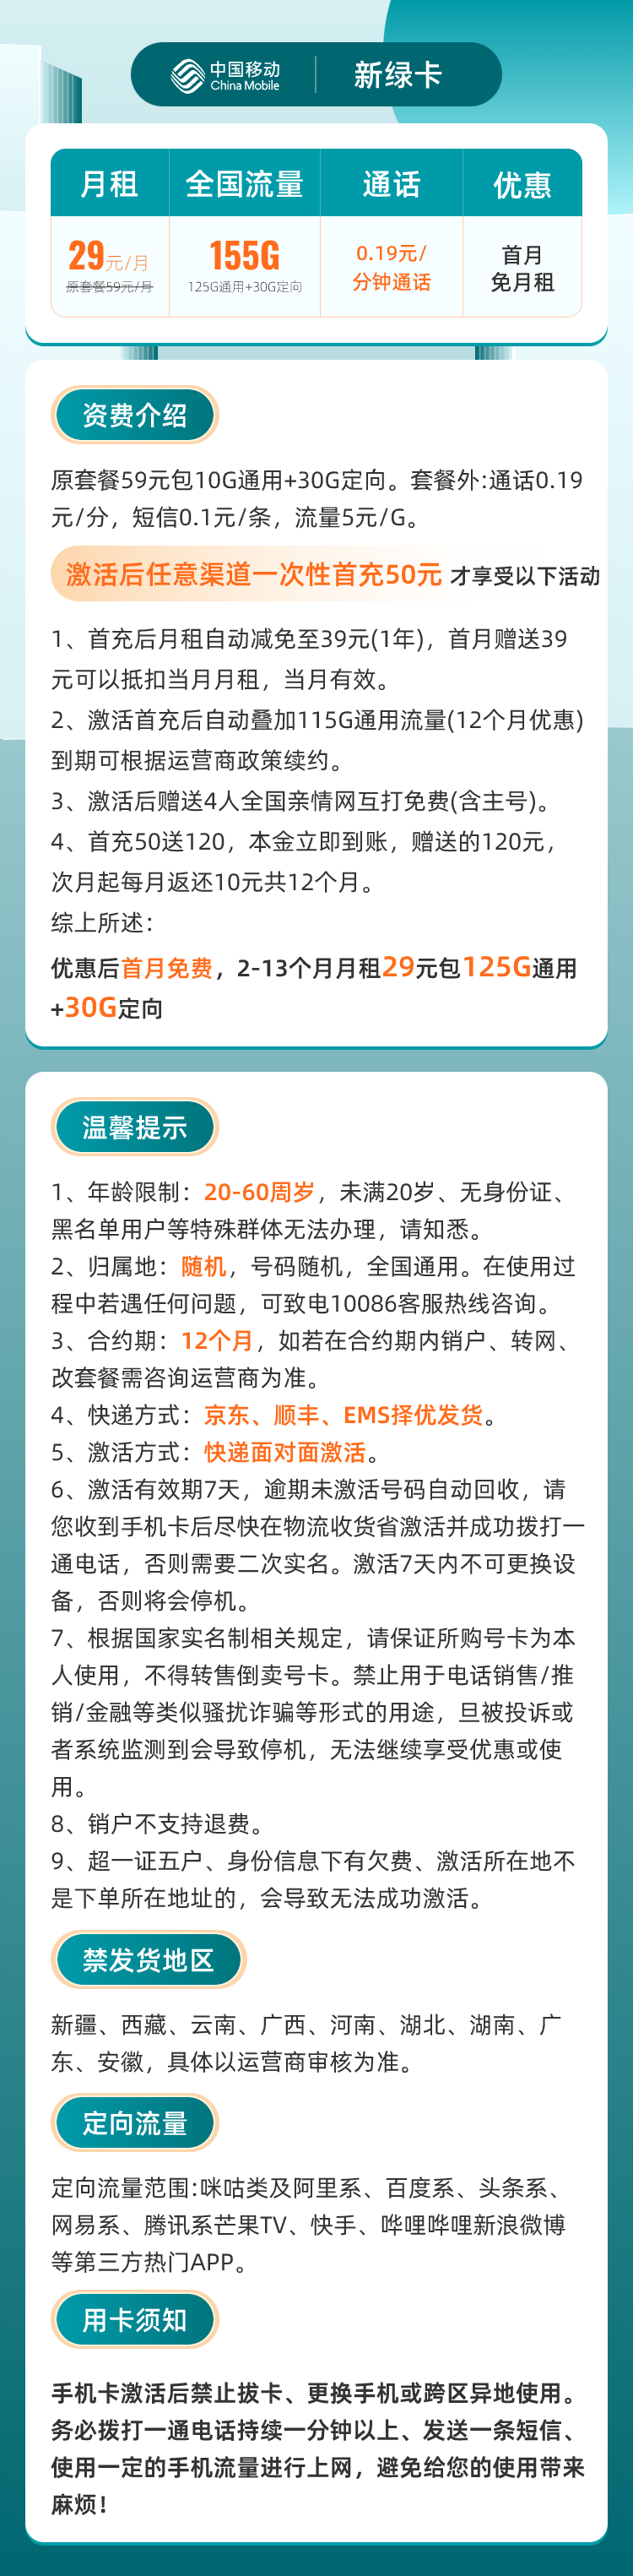 中国移动
China Mobile
新绿卡
月租 全国流量 通话 优惠
29元/月 155G 0.19元/ 首月
原套餐59元/月 125G通用+30G定向 分钟通话 免月租
资费介绍
原套餐59元包10G通用+30G定向。套餐外:通话0.19
元/分，短信0.1元/条，流量5元/G。
激活后任意渠道一次性首充50元 才享受以下活动
1、首充后月租自动减免至39元(1年)，首月赠送39
元可以抵扣当月月租，当月有效。
2、激活首充后自动叠加115G通用流量(12个月优惠)
到期可根据运营商政策续约。
3、激活后赠送4人全国亲情网互打免费(含主号)。
4、首充50送120，本金立即到账，赠送的120元，
次月起每月返还10元共12个月。
综上所述：
优惠后首月免费，2-13个月月租29元包125G通用
+30G定向
温馨提示
1、年龄限制：20-60周岁，未满20岁、无身份证、
黑名单用户等特殊群体无法办理，请知悉。
2、归属地：随机，号码随机，全国通用。在使用过
程中若遇任何问题，可致电10086客服热线咨询。
3、合约期：12个月，如若在合约期内销户、转网、
改套餐需咨询运营商为准。
4、快递方式：京东、顺丰、EMS择优发货。
5、激活方式：快递面对面激活。
6、激活有效期7天，逾期未激活号码自动回收，请
您收到手机卡后尽快在物流收货省激活并成功拨打一
通电话，否则需要二次实名。激活7天内不可更换设
备，否则将会停机。
7、根据国家实名制相关规定，请保证所购号卡为本
人使用，不得转售倒卖号卡。禁止用于电话销售/推
销/金融等类似骚扰诈骗等形式的用途，旦被投诉或
者系统监测到会导致停机，无法继续享受优惠或使
用。
8、销户不支持退费。
9、超一证五户、身份信息下有欠费、激活所在地不
是下单所在地址的，会导致无法成功激活。
禁发货地区
新疆、西藏、云南、广西、河南、湖北、湖南、广
东、安徽，具体以运营商审核为准。
定向流量
定向流量范围:咪咕类及阿里系、百度系、头条系、
网易系、腾讯系芒果TV、快手、哔哩哔哩新浪微博
等第三方热门APP。
用卡须知
手机卡激活后禁止拔卡、更换手机或跨区异地使用。
务必拨打一通电话持续一分钟以上、发送一条短信、
使用一定的手机流量进行上网，避免给您的使用带来
麻烦！